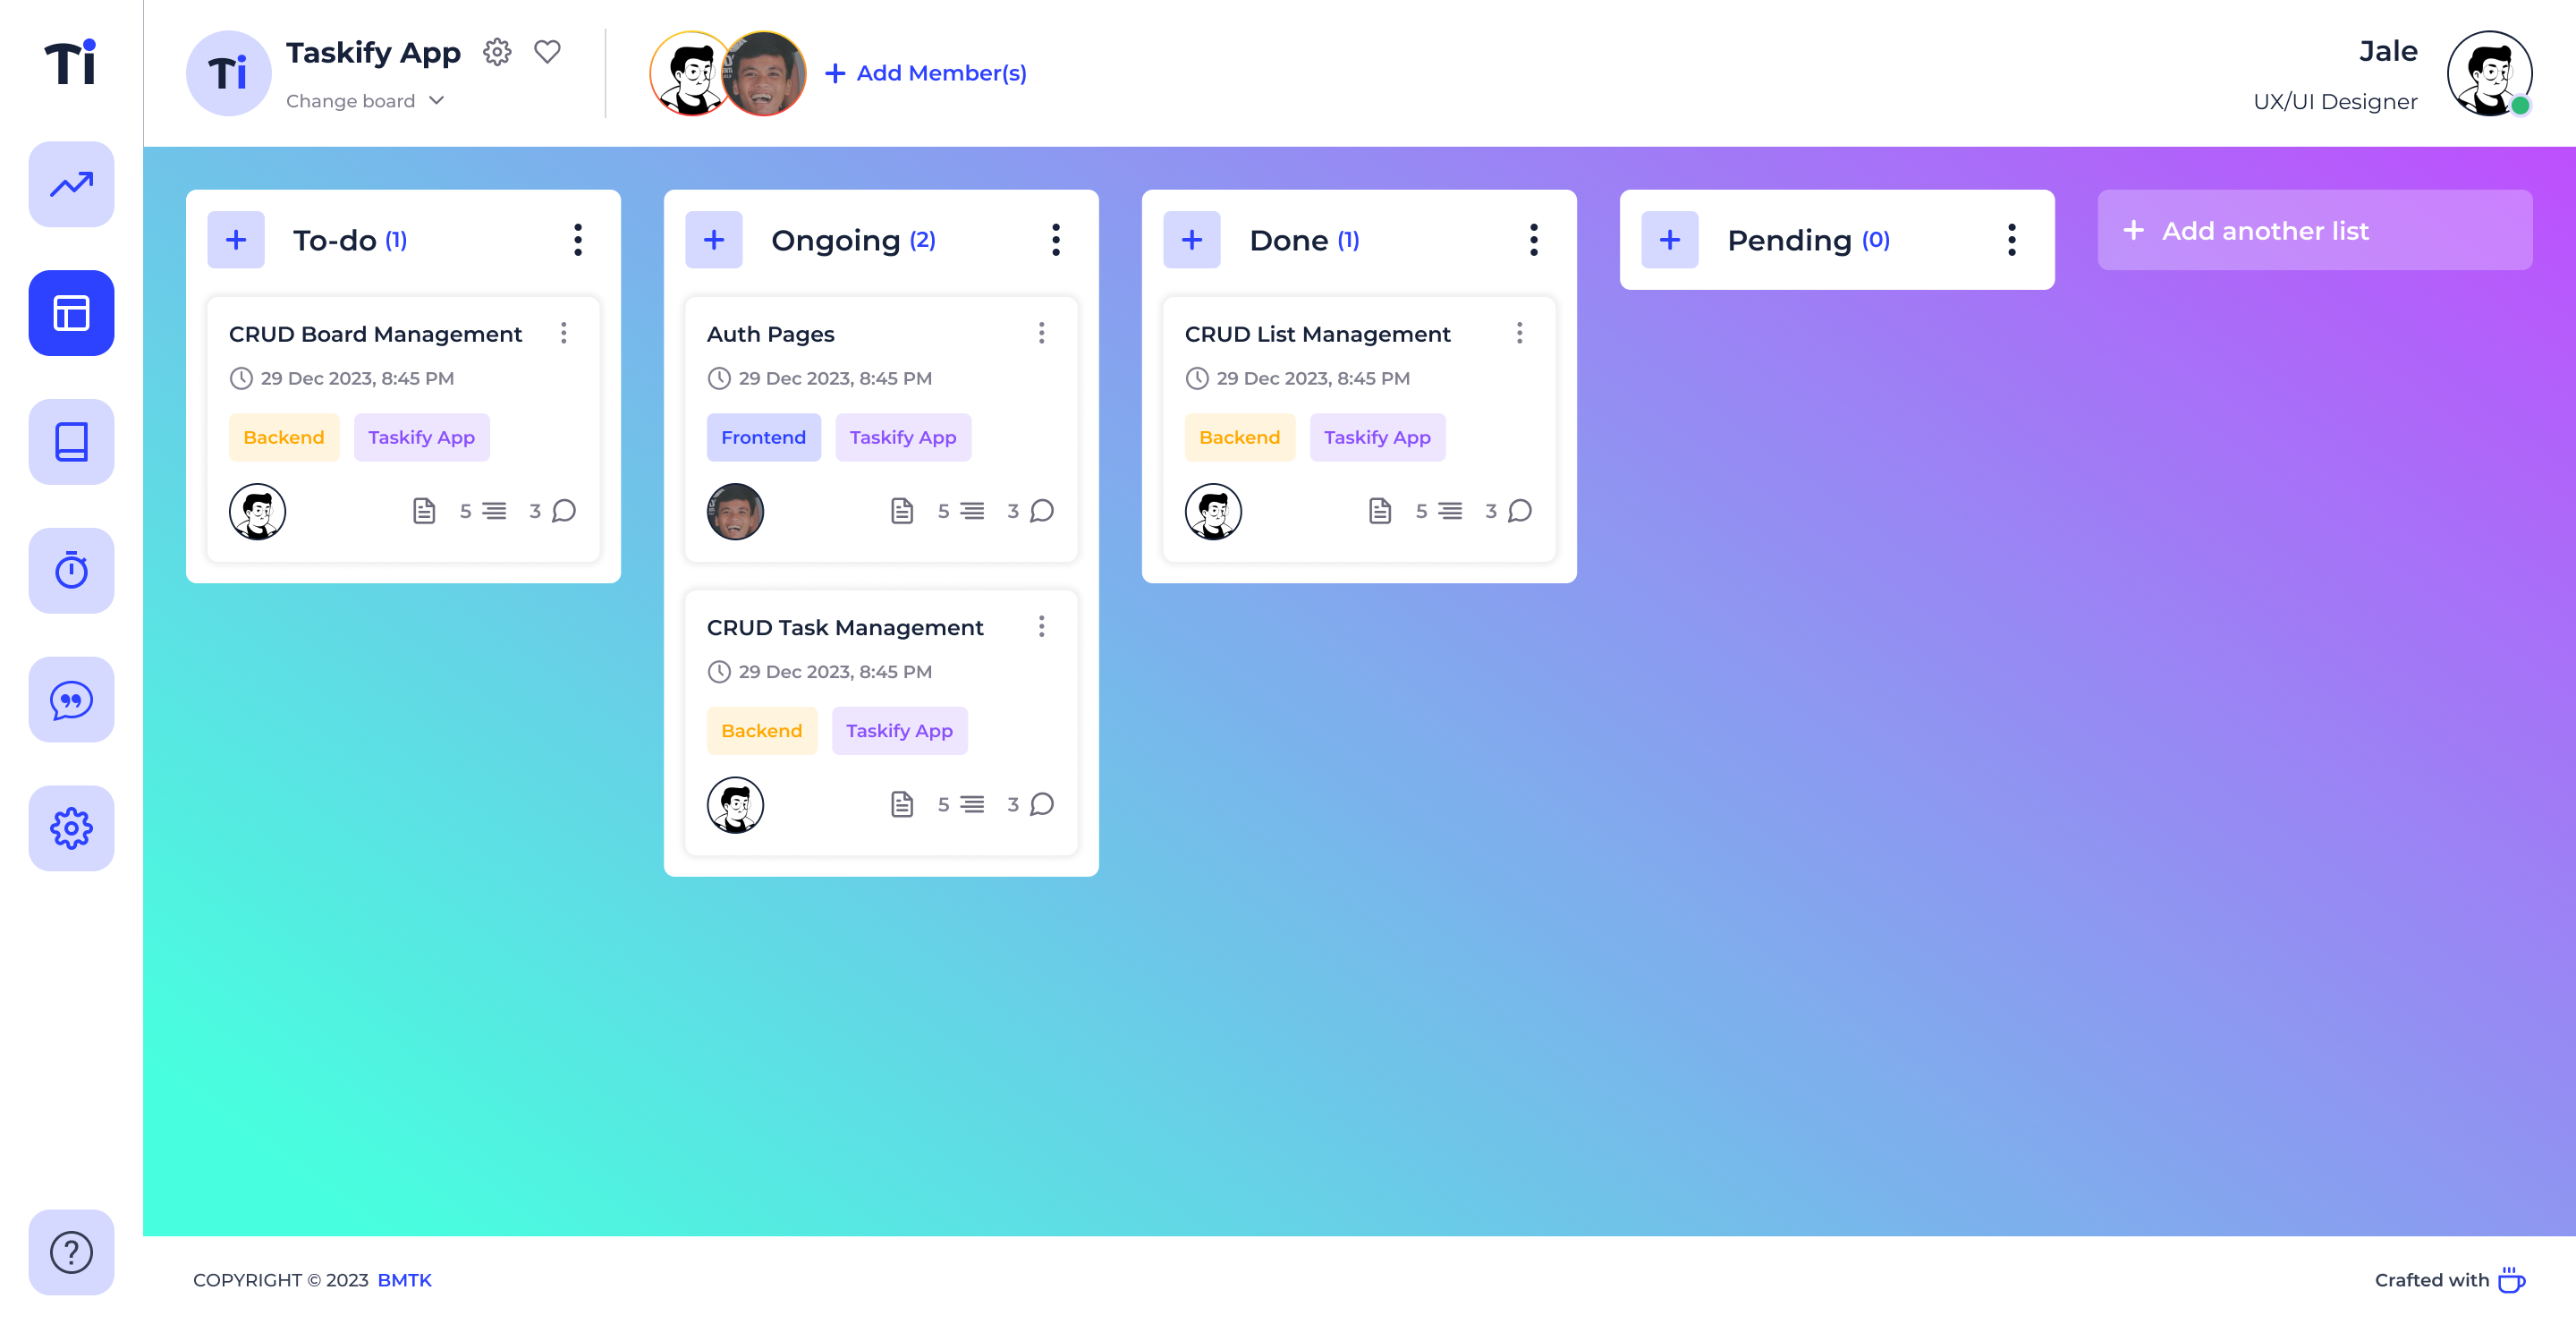 Ti
Ti
Taskify App
Change board
Add Member(s)
Jale
UX/UI Designer
To-do (1)
CRUD Board Management
29 Dec 2023, 8:45 PM
Backend Taskify App
5 3
Ongoing (2)
Auth Pages
29 Dec 2023, 8:45 PM
Frontend Taskify App
5 3
CRUD Task Management
29 Dec 2023, 8:45 PM
Backend Taskify App
5 3
Done (1)
CRUD List Management
29 Dec 2023, 8:45 PM
Backend Taskify App
5 3
Pending (0)
+ Add another list
COPYRIGHT © 2023 BMTK
Crafted with